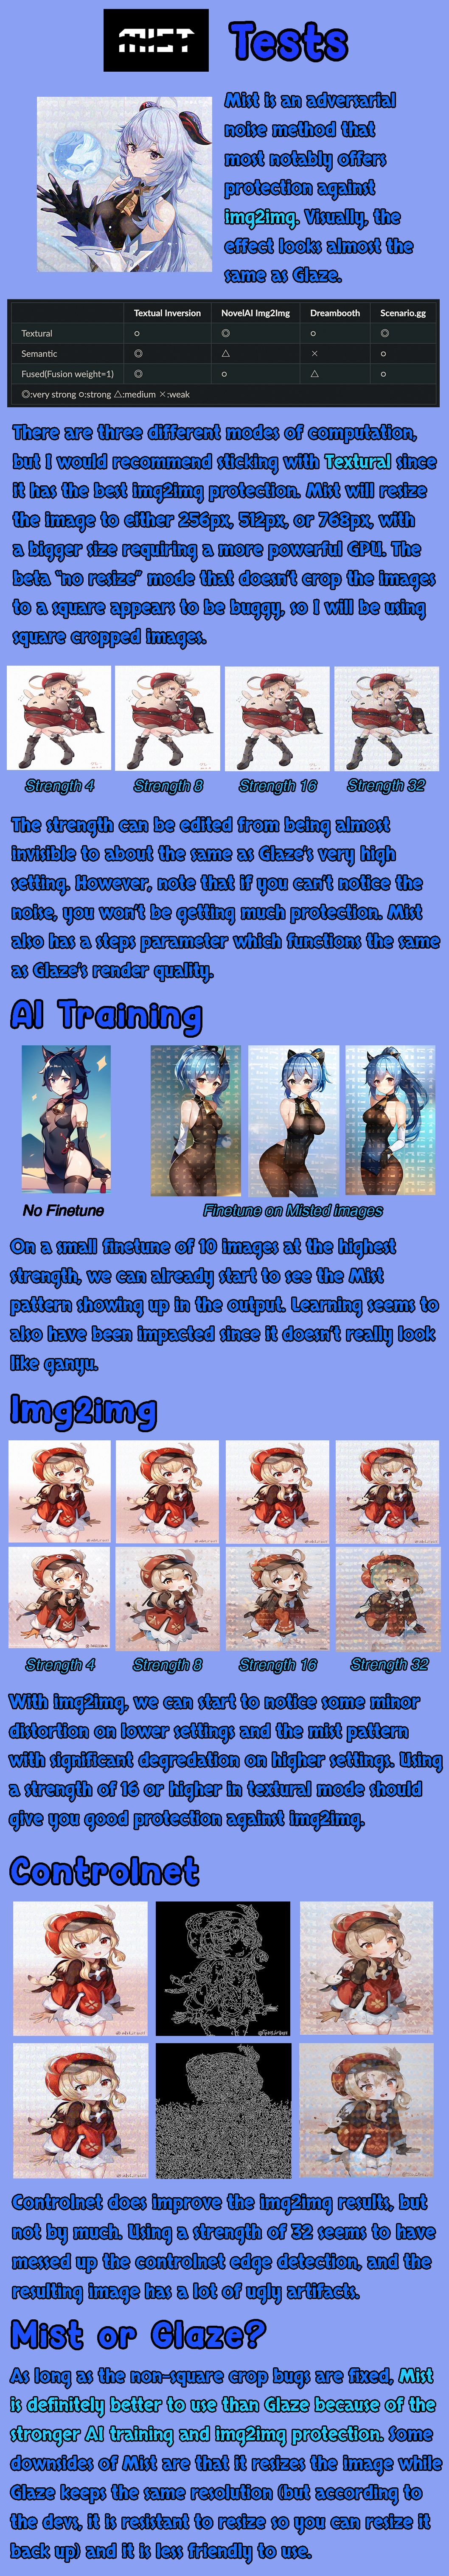 MIST Tests
Mist is an adversarial
noise method that
most notably offers
protection against
img2img. Visually, the
effect looks almost the
same as Glaze.
Textual Inversion NovelAI Img2Img Dreambooth Scenario.gg
Textural ○ ◎ ○ ◎
Semantic ◎ △ × ○
Fused(Fusion weight=1) ◎ ○ △ ○
◎:very strong ○:strong △:medium ×:weak
There are three different modes of computation,
but I would recommend sticking with Textural since
it has the best img2img protection. Mist will resize
the image to either 256px, 512px, or 768px, with
a bigger size requiring a more powerful GPU. The
beta "no resize" mode that doesn't crop the images
to a square appears to be buggy, so I will be using
square cropped images.
Strength 4 Strength 8 Strength 16 Strength 32
The strength can be edited from being almost
invisible to about the same as Glaze's very high
setting. However, note that if you can't notice the
noise, you won't be getting much protection. Mist
also has a steps parameter which functions the same
as Glaze's render quality.
AI Training
No Finetune Finetune on Misted images
On a small finetune of 10 images at the highest
strength, we can already start to see the Mist
pattern showing up in the output. Learning seems to
also have been impacted since it doesn't really look
like ganyu.
Img2img
Strength 4 Strength 8 Strength 16 Strength 32
With img2img, we can start to notice some minor
distortion on lower settings and the mist pattern
with significant degredation on higher settings. Using
a strength of 16 or higher in textural mode should
give you good protection against img2img.
Controlnet
Controlnet does improve the img2img results, but
not by much. Using a strength of 32 seems to have
messed up the controlnet edge detection, and the
resulting image has a lot of ugly artifacts.
Mist or Glaze?
As long as the non-square crop bugs are fixed, Mist
is definitely better to use than Glaze because of the
stronger AI training and img2img protection. Some
downsides of Mist are that it resizes the image while
Glaze keeps the same resolution (but according to
the devs, it is resistant to resize so you can resize it
back up) and it is less friendly to use.